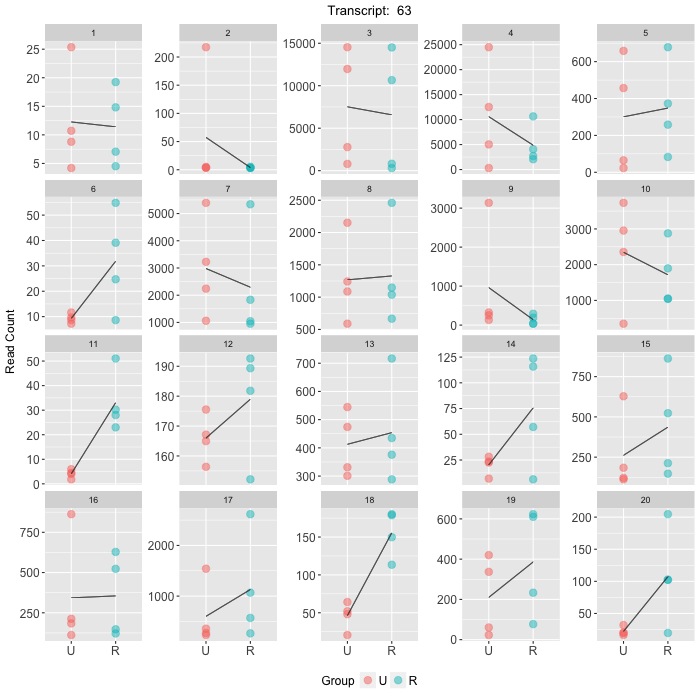 Transcript: 63
1 2 3 4 5
25 20 15 10 5
200 150 100 50 0
15000 10000 5000 0
25000 20000 15000 10000 5000 0
600 400 200 0
6 7 8 9 10
50 40 30 20 10
5000 4000 3000 2000 1000
2500 2000 1500 1000 500
3000 2000 1000 0
3000 2000 1000
Read Count
11 12 13 14 15
50 40 30 20 10 0
190 180 170 160
700 600 500 400 300
125 100 75 50 25
750 500 250
16 17 18 19 20
750 500 250
2000 1000
150 100 50
600 400 200 0
200 150 100 50
U R U R U R U R U R
Group U R